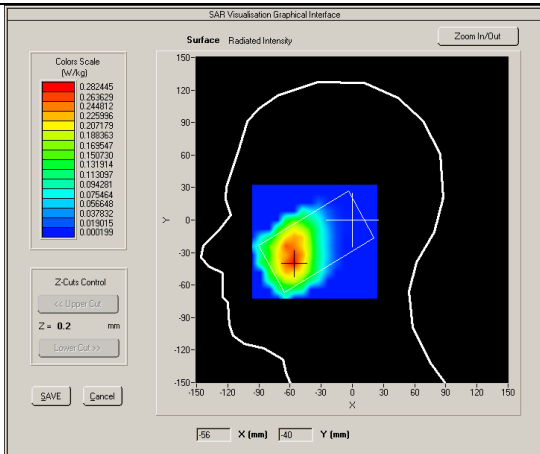 SAR Visualisation Graphical Interface
Surface Radiated Intensity
Zoom In/Out
Colors Scale
(W/kg)
0.282445
0.263629
0.244812
0.225996
0.207179
0.188363
0.169547
0.150730
0.131914
0.113097
0.094281
0.075464
0.056648
0.037832
0.019015
0.000199
Z-Cuts Control
<< Upper Cut
Z = 0.2 mm
Lower Cut >>
SAVE Cancel
Y
150
120
90
60
30
0
-30
-60
-90
-120
-150
-150 -120 -90 -60 -30 0 30 60 90 120 150
X
-56 X (mm) -40 Y (mm)